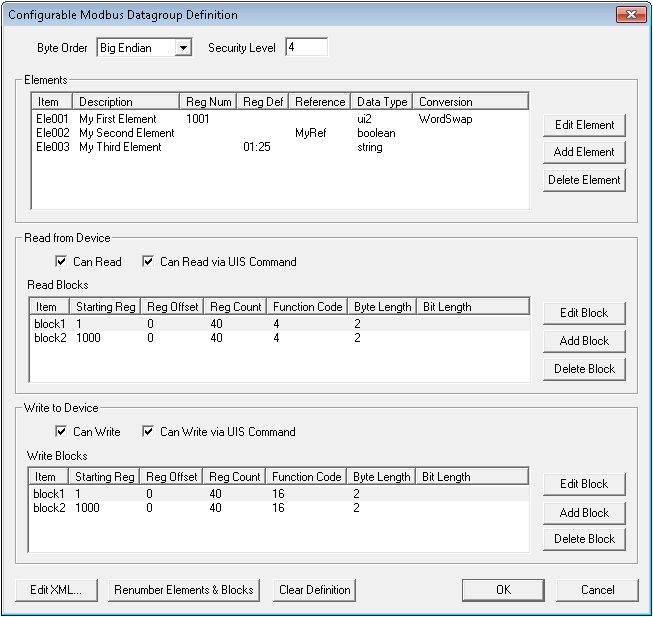 Configurable Modbus Datagroup Definition
Byte Order Big Endian Security Level 4
Elements
Item Description Reg Num Reg Def Reference Data Type Conversion
Ele001 My First Element 1001 ui2 WordSwap
Ele002 My Second Element MyRef boolean
Ele003 My Third Element 01:25 string
Edit Element
Add Element
Delete Element
Read from Device
Can Read Can Read via UIS Command
Read Blocks
Item Starting Reg Reg Offset Reg Count Function Code Byte Length Bit Length
block1 1 0 40 4 2
block2 1000 0 40 4 2
Edit Block
Add Block
Delete Block
Write to Device
Can Write Can Write via UIS Command
Write Blocks
Item Starting Reg Reg Offset Reg Count Function Code Byte Length Bit Length
block1 1 0 40 16 2
block2 1000 0 40 16 2
Edit Block
Add Block
Delete Block
Edit XML... Renumber Elements & Blocks Clear Definition OK Cancel